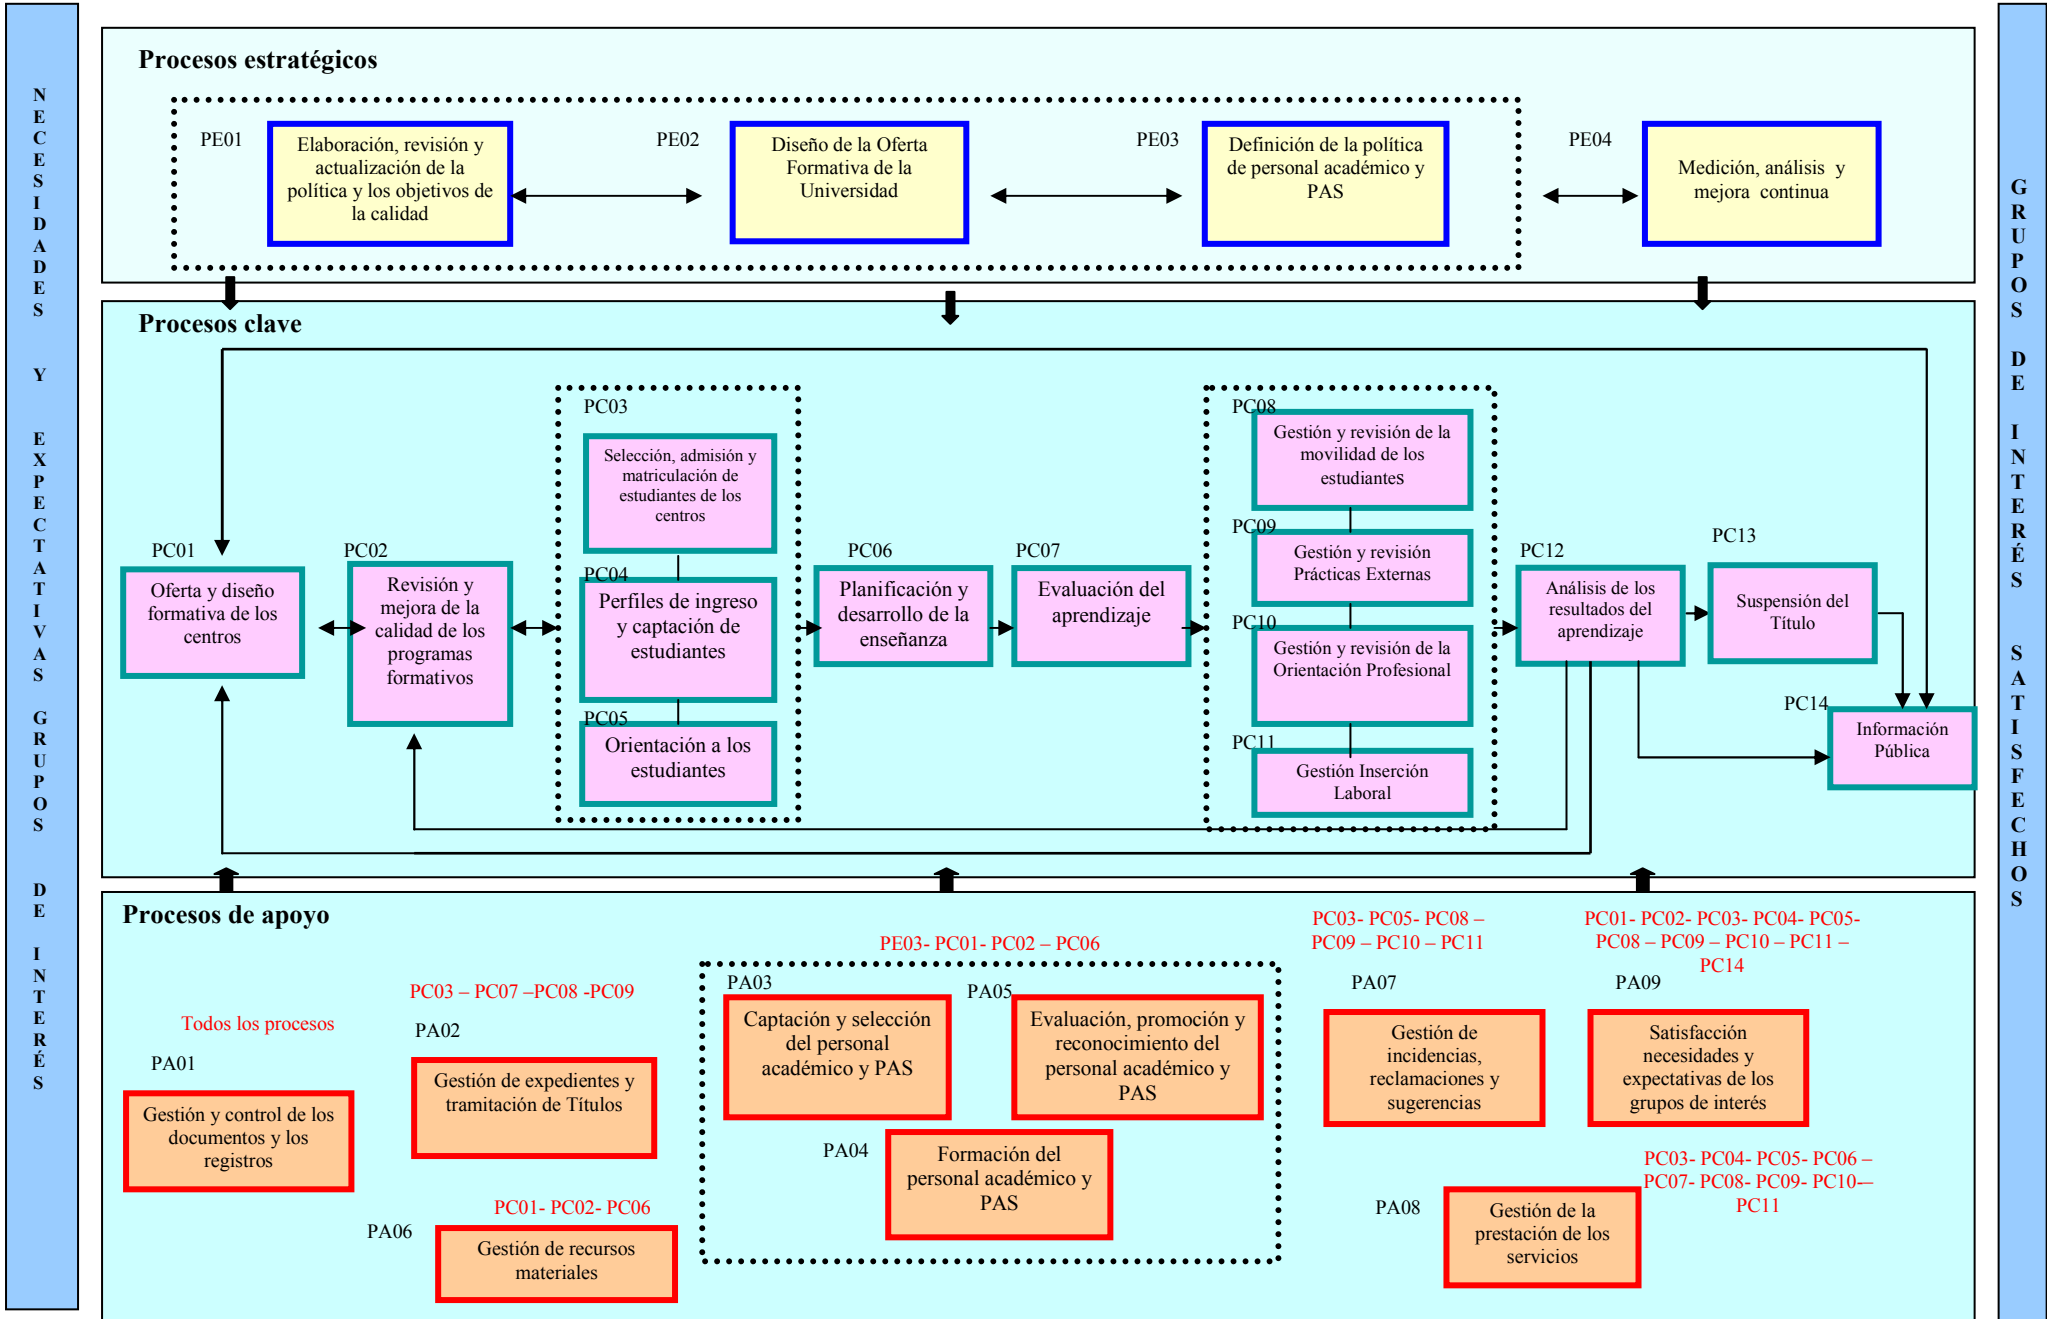 NECESIDADES Y EXPECTATIVAS GRUPOS DE INTERÉS
Procesos estratégicos
PE01
Elaboración, revisión y
actualización de la
política y los objetivos de
la calidad
PE02
Diseño de la Oferta
Formativa de la
Universidad
PE03
Definición de la política
de personal académico y
PAS
PE04
Medición, análisis y
mejora continua
Procesos clave
PC01
Oferta y diseño
formativa de los
centros
PC02
Revisión y
mejora de la
calidad de los
programas
formativos
PC03
Selección, admisión y
matriculación de
estudiantes de los
centros
PC04
Perfiles de ingreso
y captación de
estudiantes
PC05
Orientación a los
estudiantes
PC06
Planificación y
desarrollo de la
enseñanza
PC07
Evaluación del
aprendizaje
PC08
Gestión y revisión de la
movilidad de los
estudiantes
PC09
Gestión y revisión
Prácticas Externas
PC10
Gestión y revisión de la
Orientación Profesional
PC11
Gestión Inserción
Laboral
PC12
Análisis de los
resultados del
aprendizaje
PC13
Suspensión del
Título
PC14
Información
Pública
Procesos de apoyo
Todos los procesos
PA01
Gestión y control de los
documentos y los
registros
PC03 – PC07 –PC08 -PC09
PA02
Gestión de expedientes y
tramitación de Títulos
PC01- PC02- PC06
PA06
Gestión de recursos
materiales
PE03- PC01- PC02 – PC06
PA03
Captación y selección
del personal
académico y PAS
PA05
Evaluación, promoción y
reconocimiento del
personal académico y
PAS
PA04
Formación del
personal académico y
PAS
PC03- PC05- PC08 –
PC09 – PC10 – PC11
PA07
Gestión de
incidencias,
reclamaciones y
sugerencias
PC01- PC02- PC03- PC04- PC05-
PC08 – PC09 – PC10 – PC11 –
PC14
PA09
Satisfacción
necesidades y
expectativas de los
grupos de interés
PC03- PC04- PC05- PC06 –
PC07- PC08- PC09- PC10-–
PC11
PA08
Gestión de la
prestación de los
servicios
GRUPOS DE INTERÉS SATISFECHOS